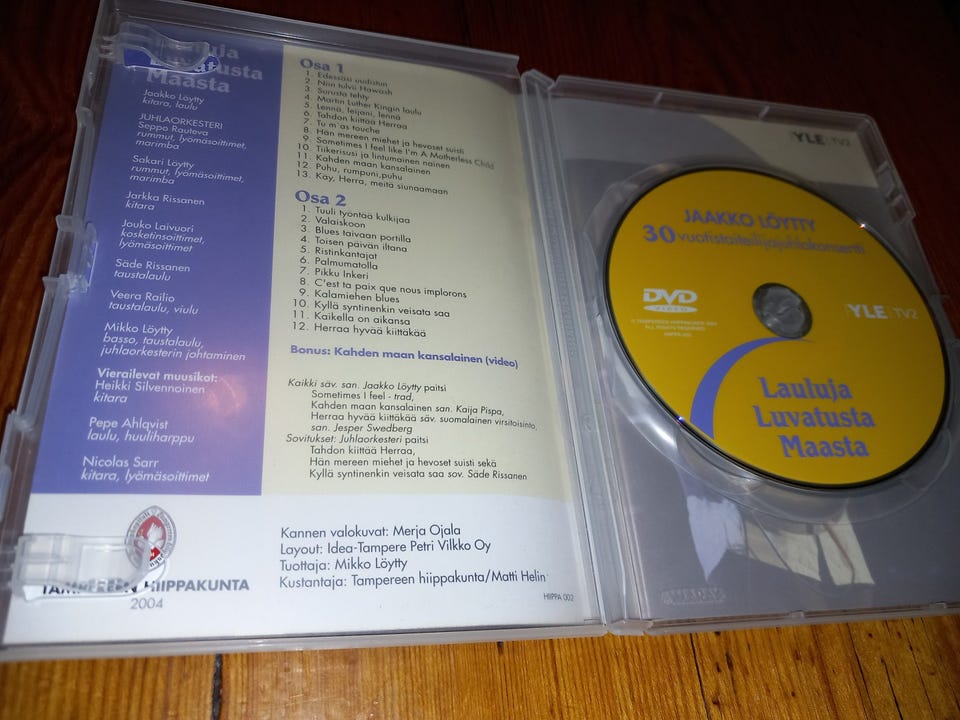 Lauluja
Luvatusta
Maasta
Jaakko Löytty
kitara, laulu
JUHLAORKESTERI
Seppo Rauteva
rummut, lyömäsoittimet,
marimba
Sakari Löytty
rummut, lyömäsoittimet,
marimba
Jarkka Rissanen
kitara
Jouko Laivuori
kosketinsoittimet,
lyömäsoittimet
Säde Rissanen
taustalaulu
Veera Railio
taustalaulu, viulu
Mikko Löytty
basso, taustalaulu,
juhlaorkesterin johtaminen
Vierailevat muusikot:
Heikki Silvennoinen
kitara
Pepe Ahlqvist
laulu, huuliharppu
Nicolas Sarr
kitara, lyömäsoittimet
TAMPEREEN HIIPPAKUNTA
2004
Osa 1
1. Edessäsi uudistun
2. Niin tulvii Hawash
3. Surusta tehty
4. Martin Luther Kingin laulu
5. Lennä, leijani, lennä
6. Tahdon kiittää Herraa
7. Tu m´as touche
8. Hän mereen miehet ja hevoset suisti
9. Sometimes I feel like I'm A Motherless Child
10. Tiikerisusi ja lintumainen nainen
11. Kahden maan kansalainen
12. Puhu, rumpuni,puhu
13. Käy, Herra, meitä siunaamaan
Osa 2
1. Tuuli työntää kulkijaa
2. Valaiskoon
3. Blues taivaan portilla
4. Toisen päivän iltana
5. Ristinkantajat
6. Palmumatolla
7. Pikku Inkeri
8. C'est ta paix que nous implorons
9. Kalamiehen blues
10. Kyllä syntinenkin veisata saa
11. Kaikella on aikansa
12. Herraa hyvää kiittäkää
Bonus: Kahden maan kansalainen (video)
Kaikki säv. san. Jaakko Löytty paitsi
Sometimes I feel - trad,
Kahden maan kansalainen san. Kaija Pispa,
Herraa hyvää kiittäkää säv. suomalainen virsitoisinto,
san. Jesper Swedberg
Sovitukset: Juhlaorkesteri paitsi
Tahdon kiittää Herraa,
Hän mereen miehet ja hevoset suisti sekä
Kyllä syntinenkin veisata saa sov. Säde Rissanen
Kannen valokuvat: Merja Ojala
Layout: Idea-Tampere Petri Vilkko Oy
Tuottaja: Mikko Löytty
Kustantaja: Tampereen hiippakunta/Matti Helin
HIIPPA 002
YLE TV2
JAAKKO LÖYTTY
30 vuotistaiteilijajuhlakonsertti
DVD
VIDEO
ALL RIGHTS RESERVED
YLE TV2
Lauluja
Luvatusta
Maasta
AMARAY